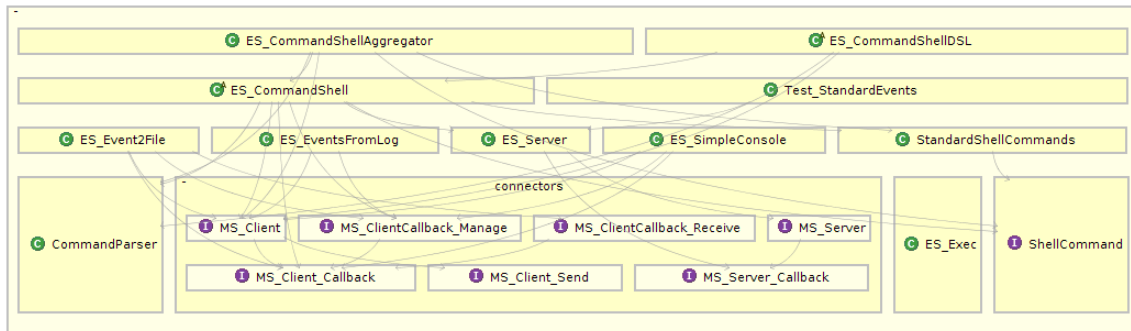 -
C ES_CommandShellAggregator
C A ES_CommandShellDSL
C A ES_CommandShell
C Test_StandardEvents
C ES_Event2File
C ES_EventsFromLog
C ES_Server
C ES_SimpleConsole
C StandardShellCommands
C CommandParser
-
connectors
I MS_Client
I MS_ClientCallback_Manage
I MS_ClientCallback_Receive
I MS_Server
I MS_Client_Callback
I MS_Client_Send
I MS_Server_Callback
C ES_Exec
I ShellCommand